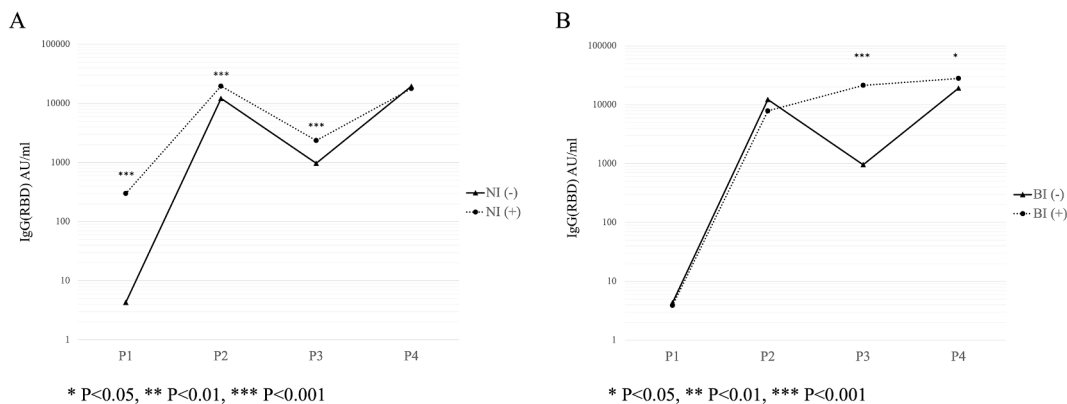 A
IgG(RBD) AU/ml
100000
10000
1000
100
10
1
***
***
***
P1
P2
P3
P4
NI (-)
NI (+)
* P<0.05, ** P<0.01, *** P<0.001
B
IgG(RBD) AU/ml
100000
10000
1000
100
10
1
***
*
P1
P2
P3
P4
BI (-)
BI (+)
* P<0.05, ** P<0.01, *** P<0.001